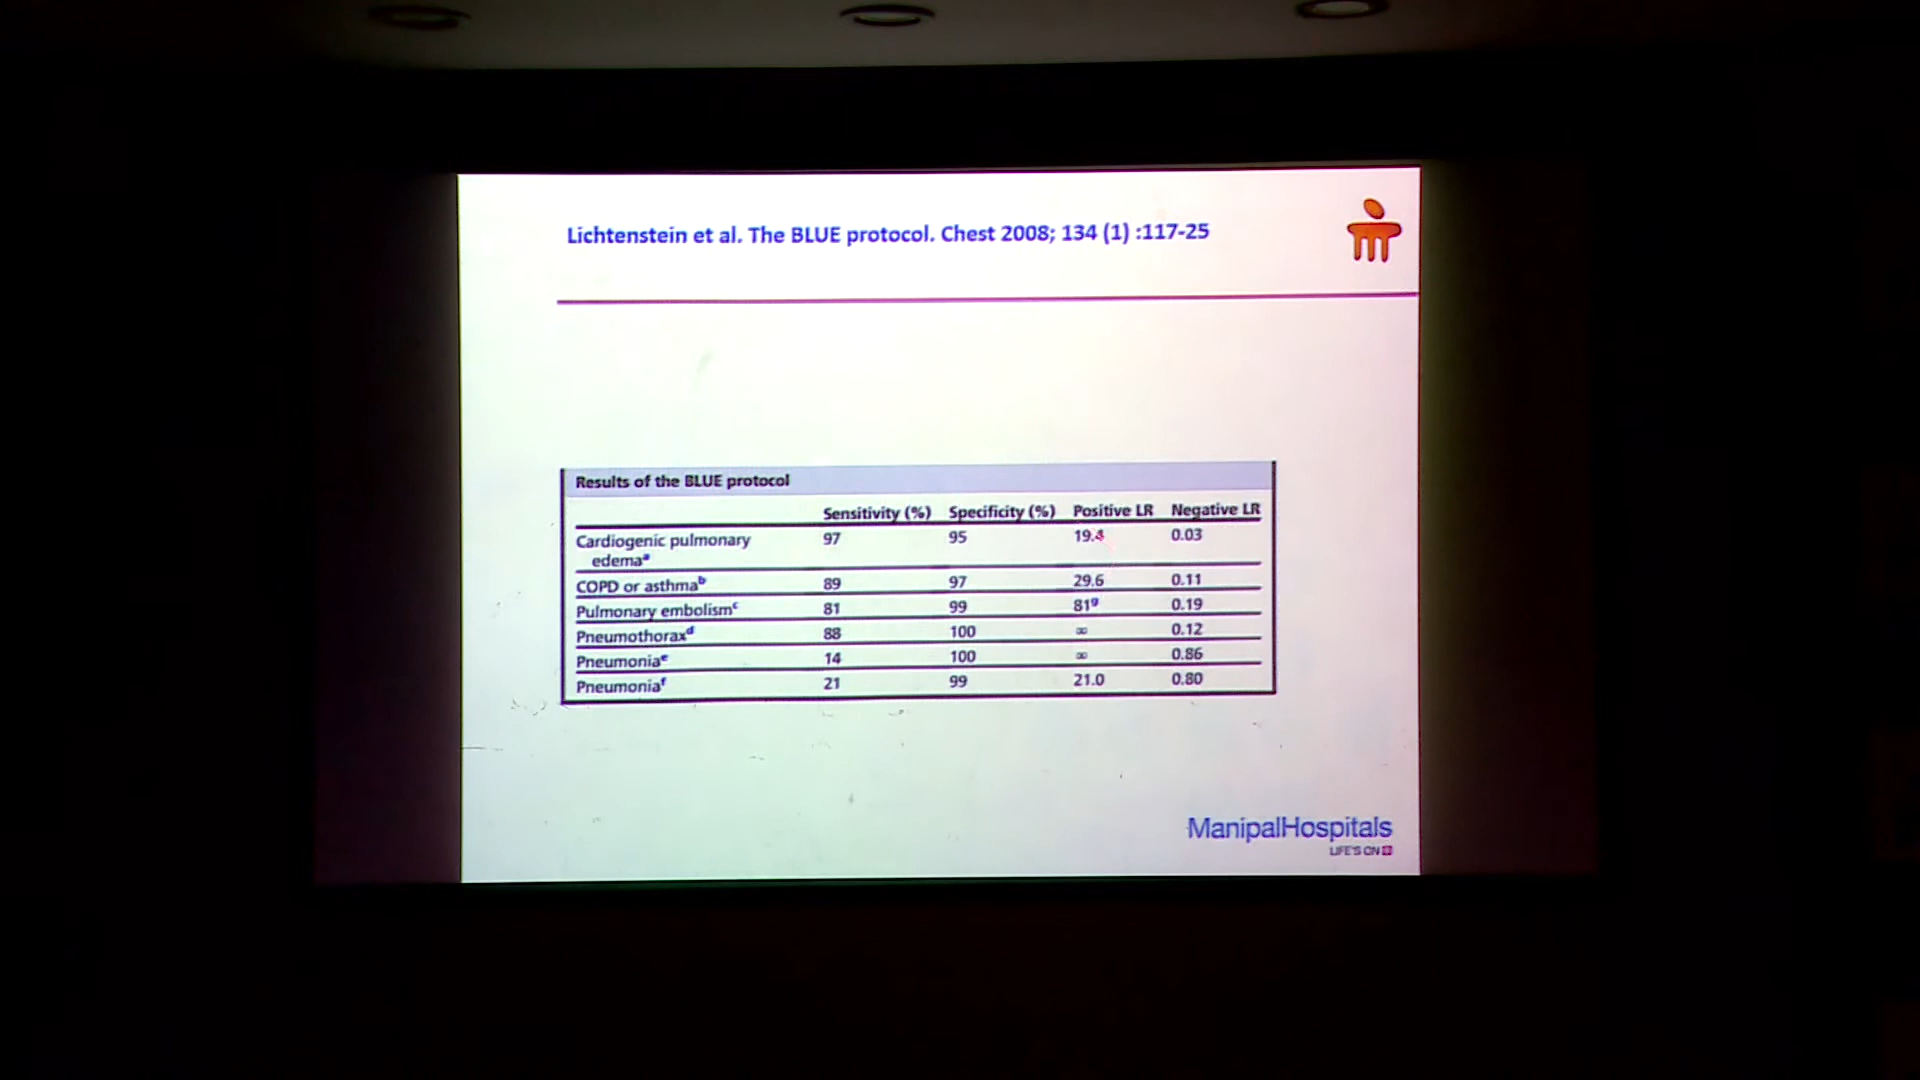 Lichtenstein et al. The BLUE protocol. Chest 2008; 134 (1) :117-25
Results of the BLUE protocol
Sensitivity (%) Specificity (%) Positive LR Negative LR
Cardiogenic pulmonary 97 95 19.4 0.03
edemaᵃ
COPD or asthmaᵇ 89 97 29.6 0.11
Pulmonary embolismᶜ 81 99 81ᵍ 0.19
Pneumothoraxᵈ 88 100 ∞ 0.12
Pneumoniaᵉ 14 100 ∞ 0.86
Pneumoniaᶠ 21 99 21.0 0.80
ManipalHospitals
LIFE'S ON